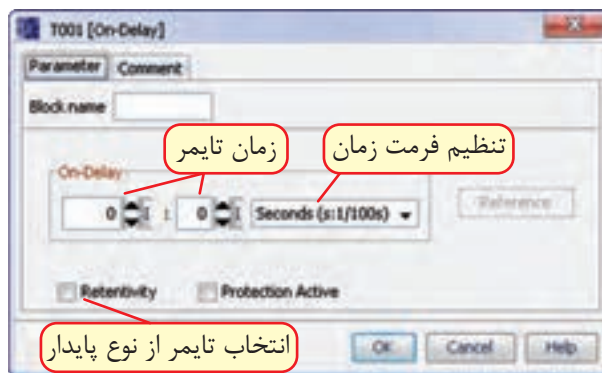 T001 [On-Delay]
Parameter Comment
Block name
زمان تایمر
تنظیم فرمت زمان
On-Delay
0 : 0 Seconds (s:1/100s)
Reference
Retentivity Protection Active
انتخاب تایمر از نوع پایدار
OK Cancel Help